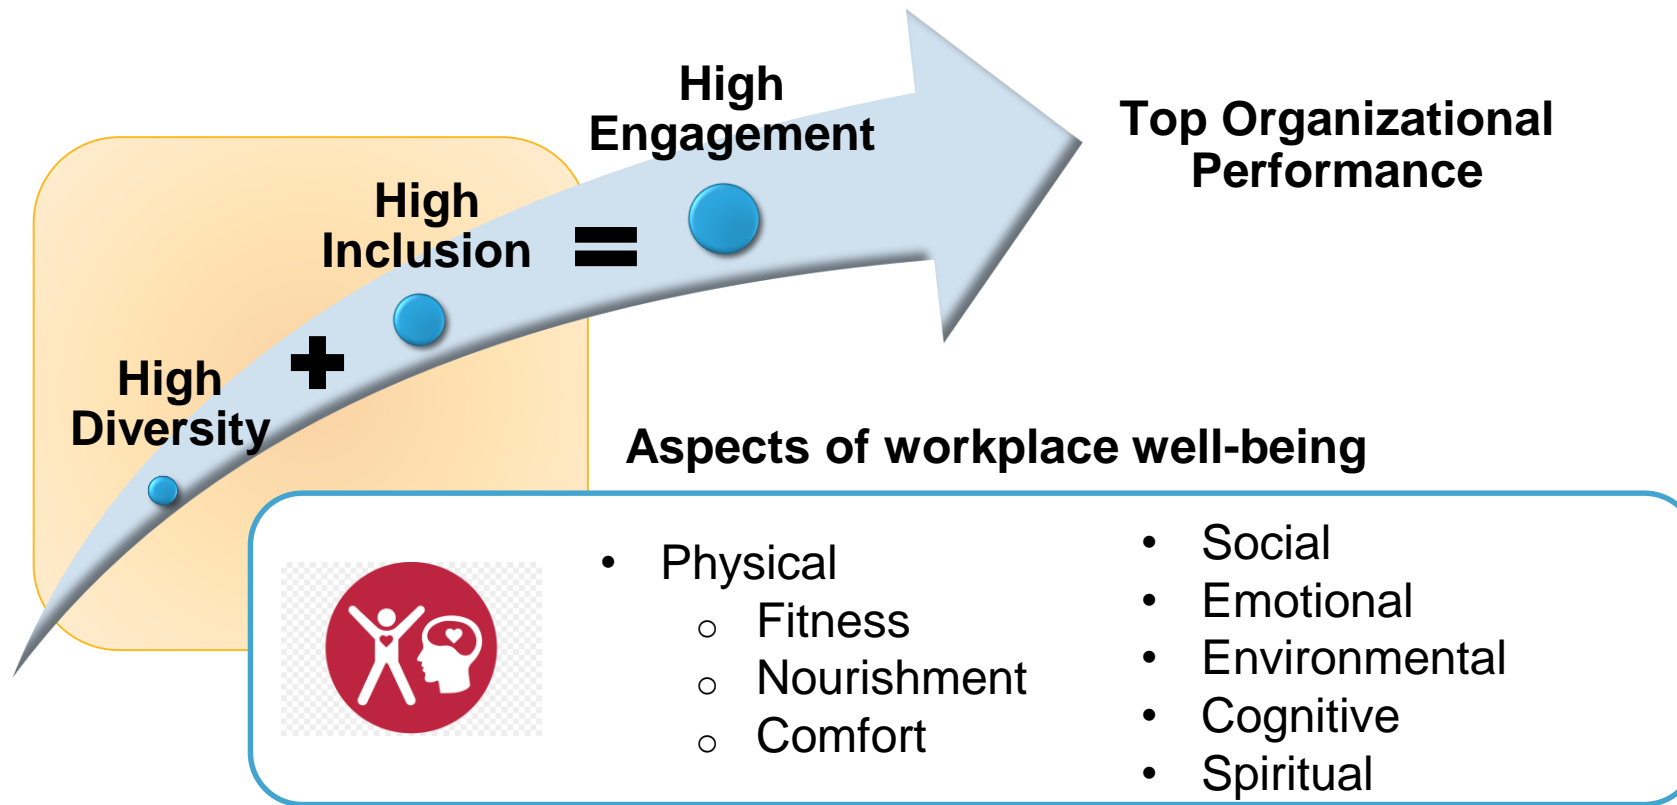 High
Engagement
Top Organizational
Performance
High
Inclusion
=
+
High
Diversity
Aspects of workplace well-being
• Physical
o Fitness
o Nourishment
o Comfort
• Social
• Emotional
• Environmental
• Cognitive
• Spiritual